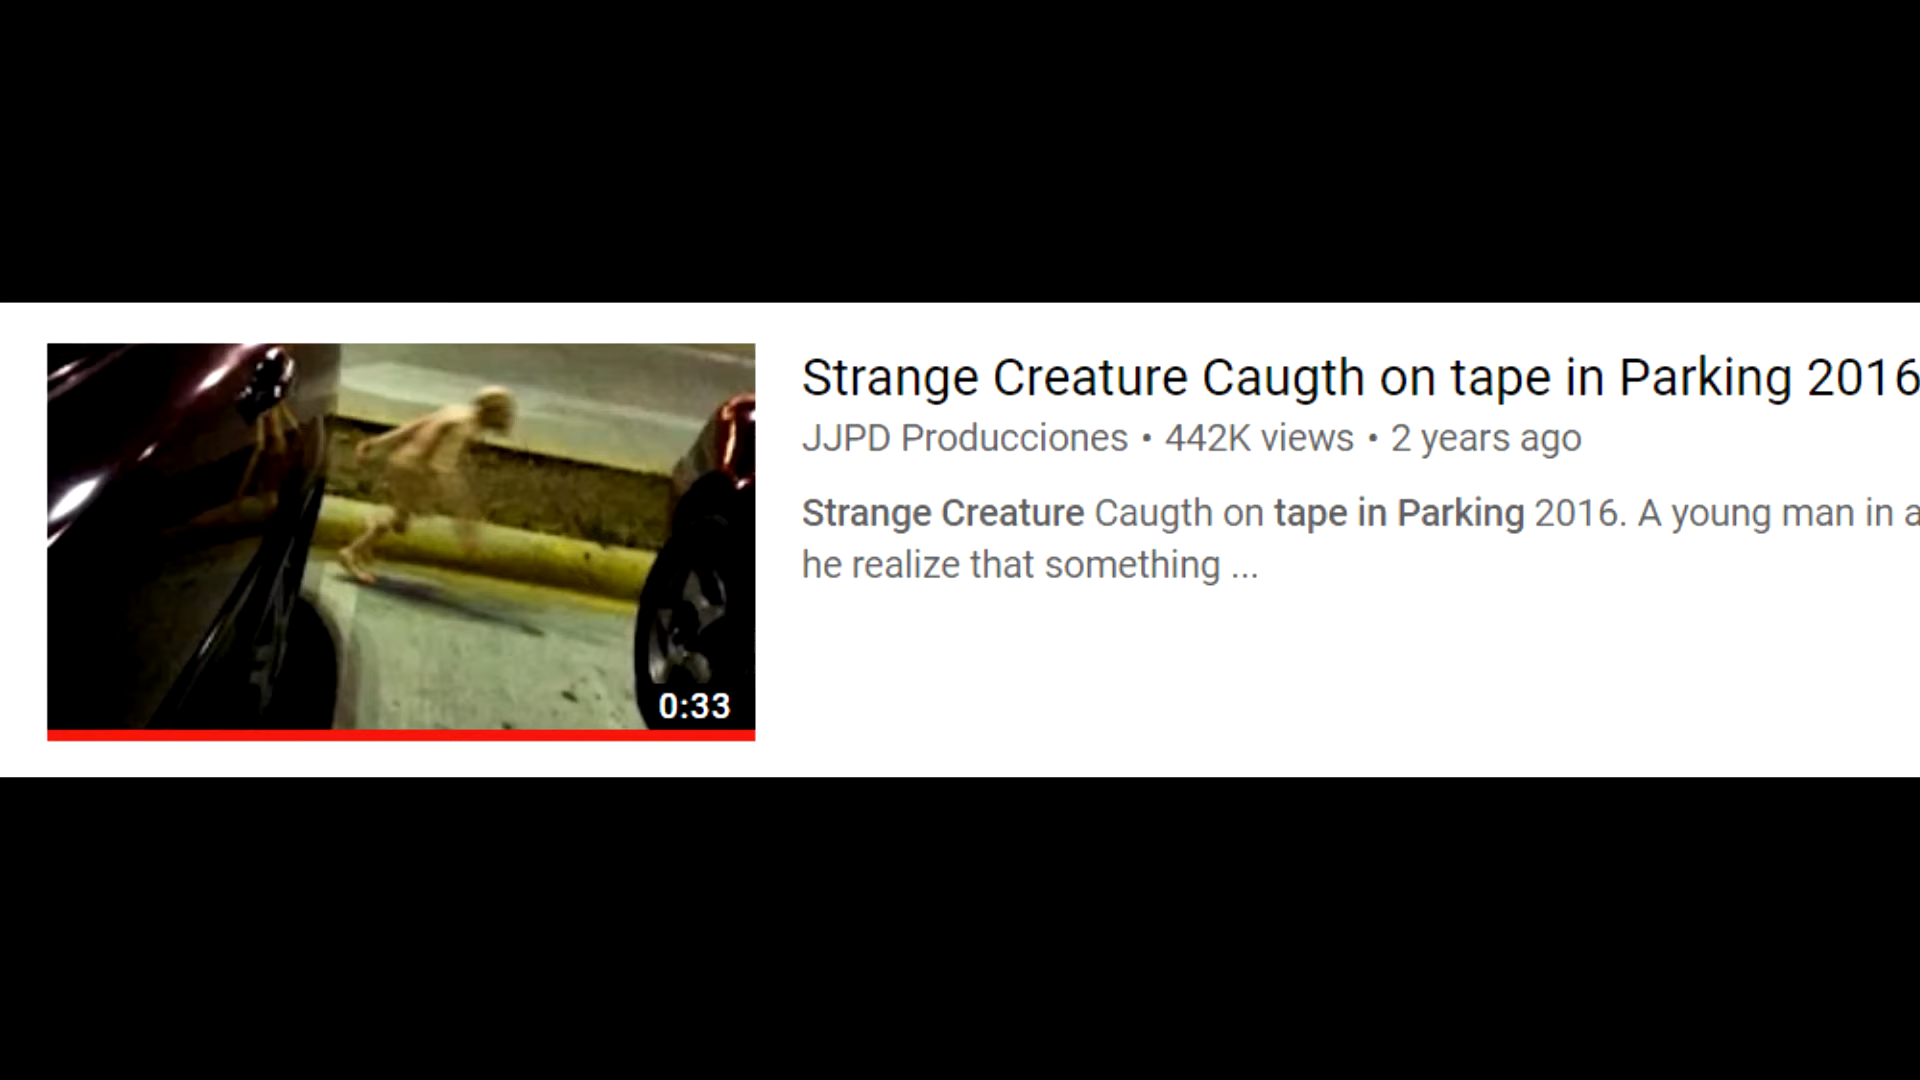 Strange Creature Caugth on tape in Parking 2016
JJPD Producciones • 442K views • 2 years ago
Strange Creature Caugth on tape in Parking 2016. A young man in a
he realize that something ...
0:33